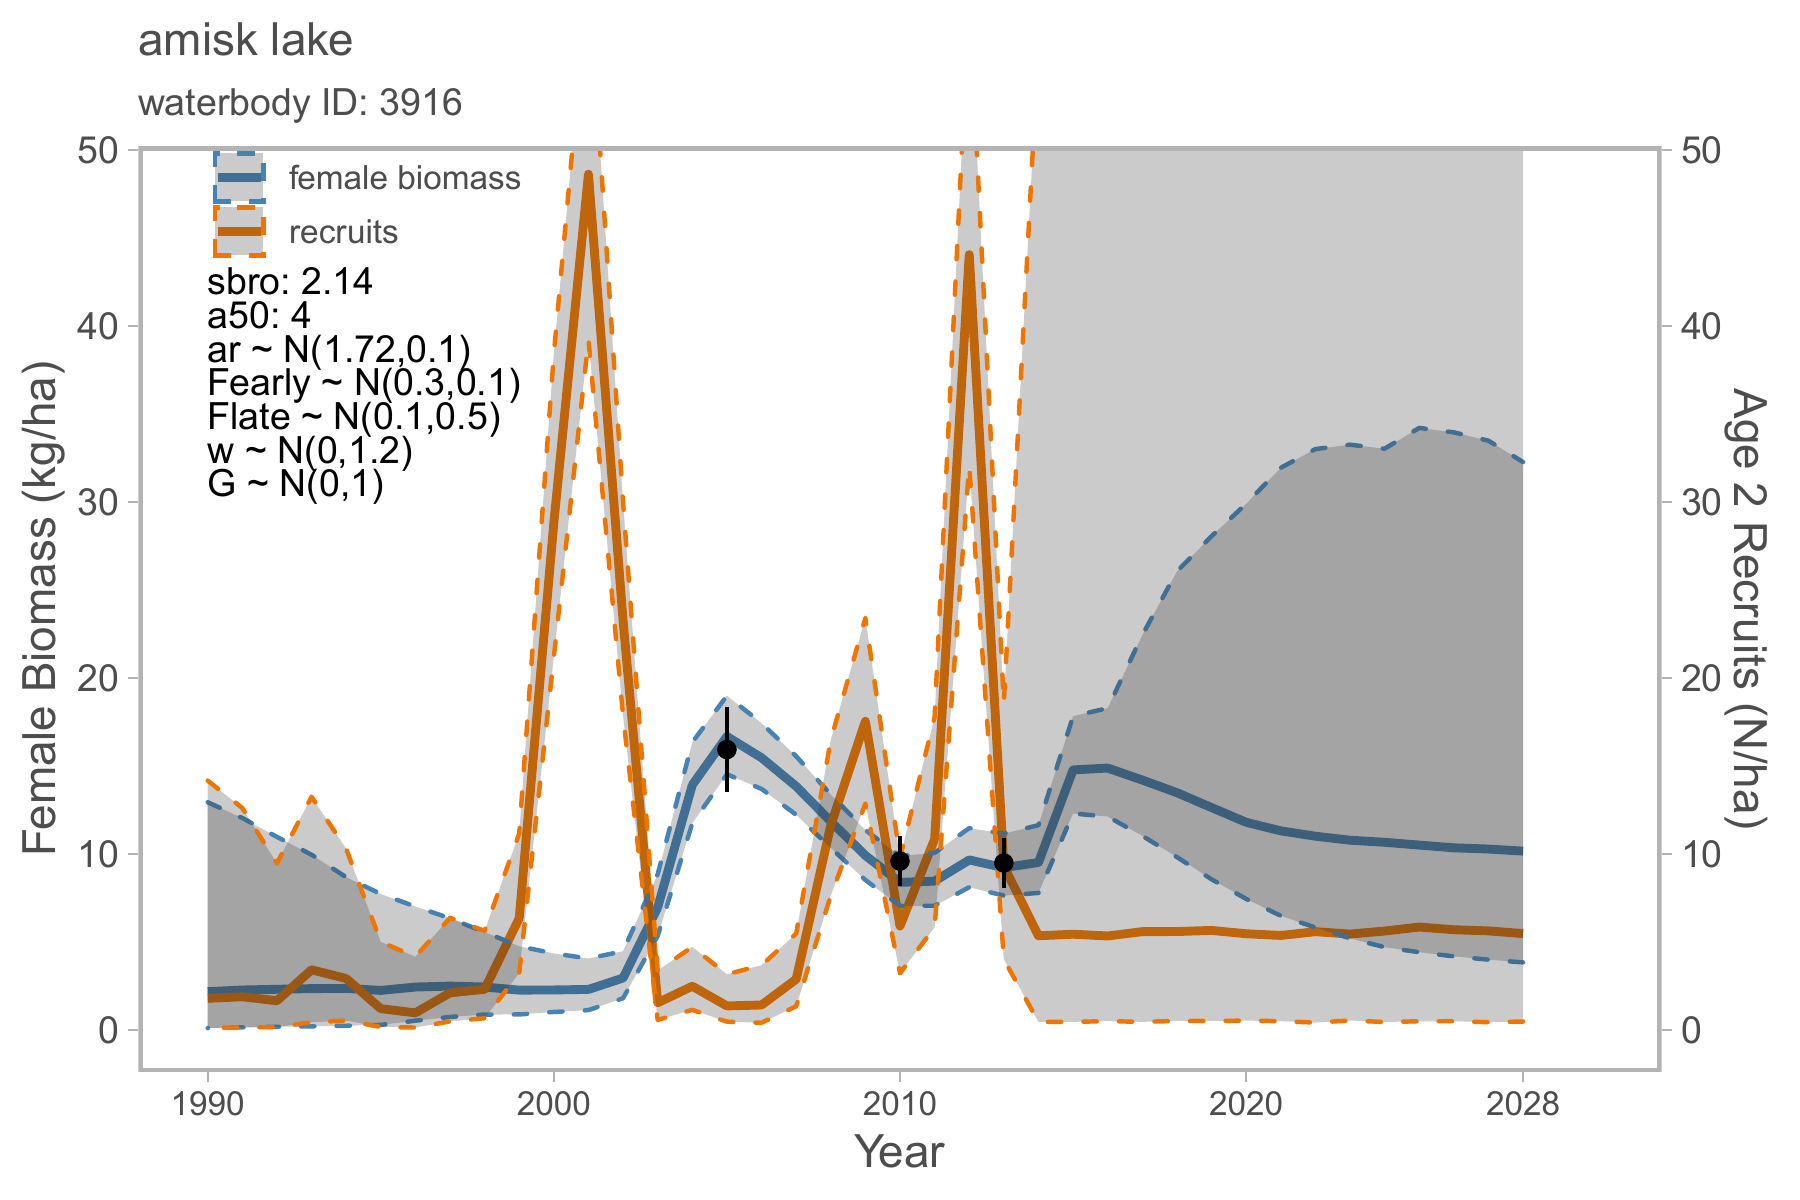 amisk lake
waterbody ID: 3916
female biomass
recruits
sbro: 2.14
a50: 4
ar ~ N(1.72,0.1)
Fearly ~ N(0.3,0.1)
Flate ~ N(0.1,0.5)
w ~ N(0,1.2)
G ~ N(0,1)
Female Biomass (kg/ha)
50
40
30
20
10
0
50
40
30
20
10
0
Age 2 Recruits (N/ha)
1990
2000
2010
2020
2028
Year